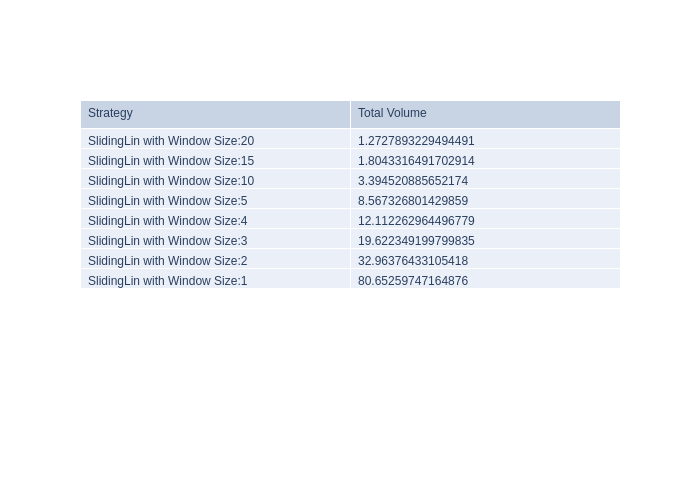 Strategy Total Volume
SlidingLin with Window Size:20 1.2727893229494491
SlidingLin with Window Size:15 1.8043316491702914
SlidingLin with Window Size:10 3.394520885652174
SlidingLin with Window Size:5 8.567326801429859
SlidingLin with Window Size:4 12.112262964496779
SlidingLin with Window Size:3 19.622349199799835
SlidingLin with Window Size:2 32.96376433105418
SlidingLin with Window Size:1 80.65259747164876